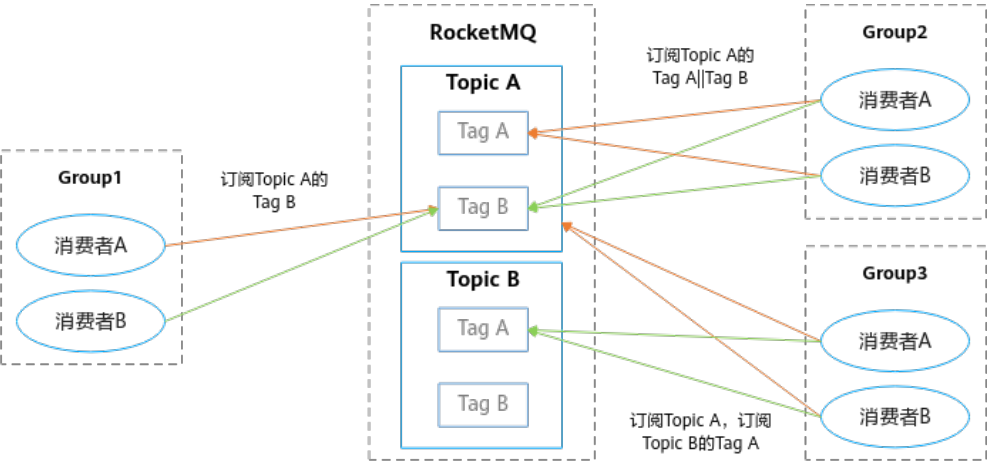 RocketMQ
Topic A
Tag A
Tag B
Topic B
Tag A
Tag B
Group1
消费者A
消费者B
订阅Topic A的
Tag B
订阅Topic A的
Tag A||Tag B
Group2
消费者A
消费者B
Group3
消费者A
消费者B
订阅Topic A，订阅
Topic B的Tag A